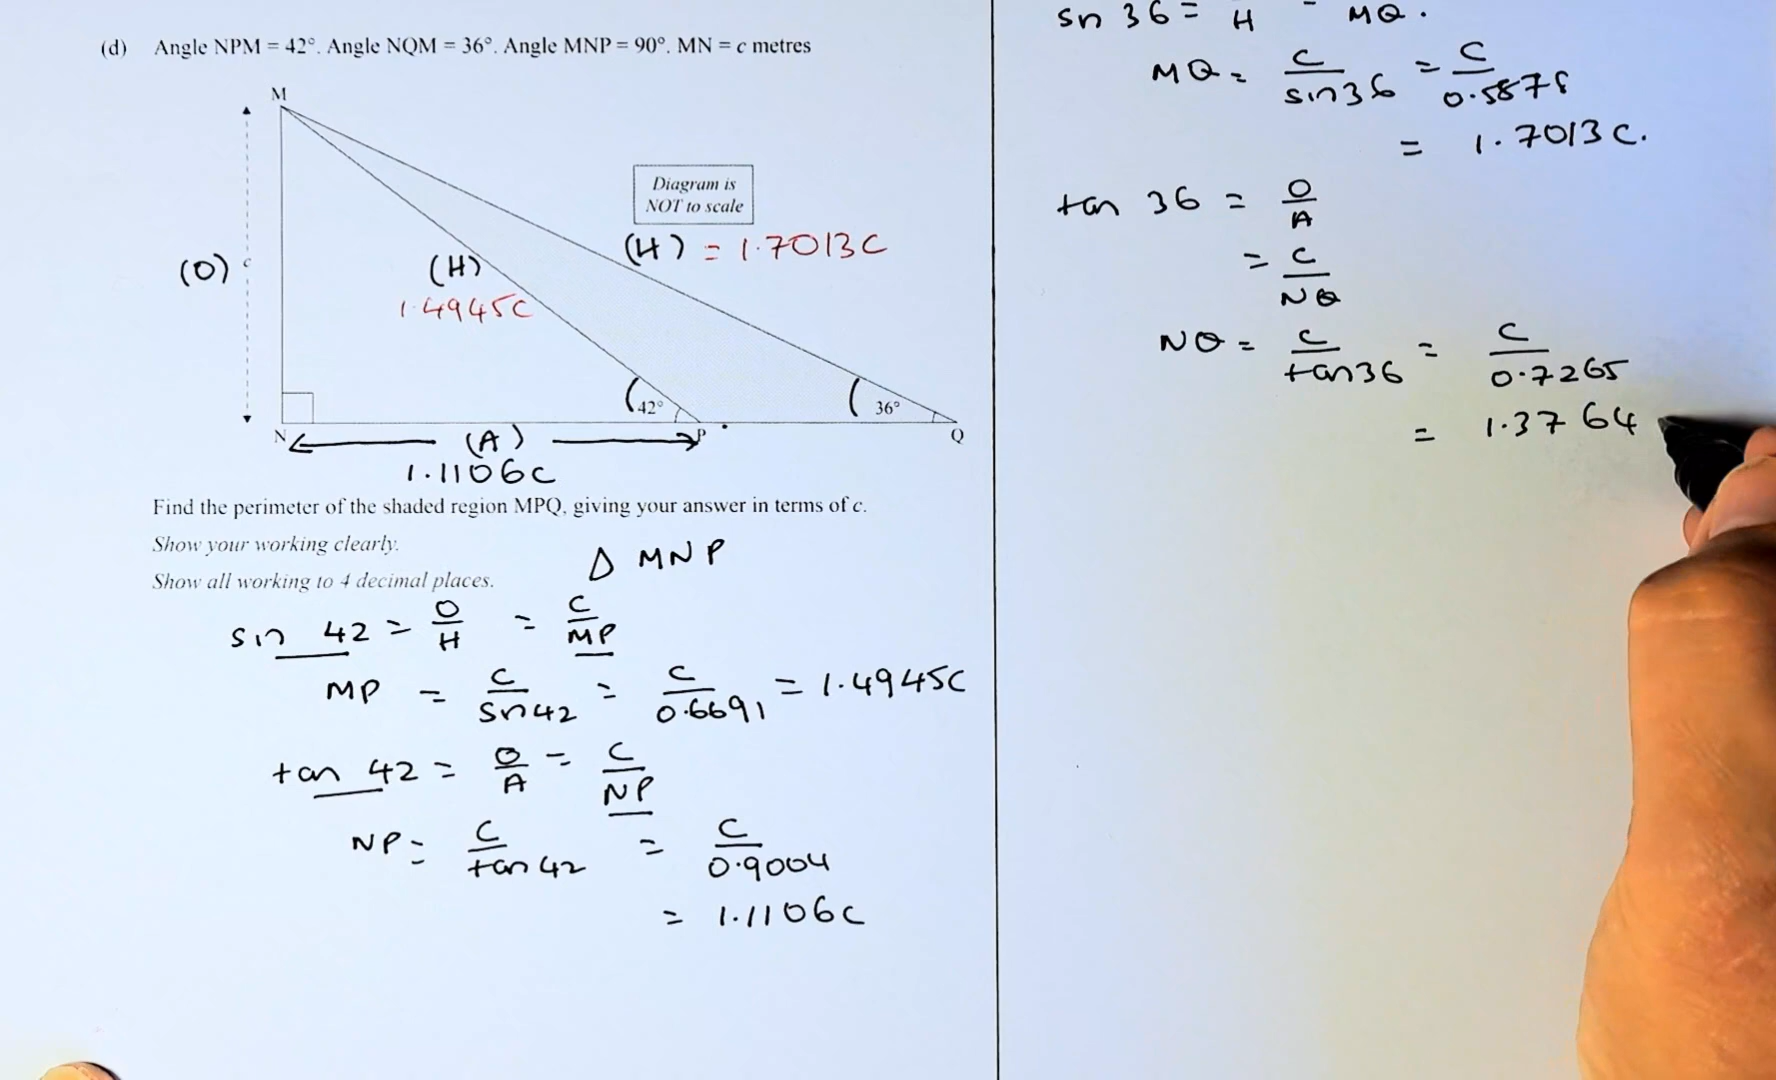 (d) Angle NPM = 42°. Angle NQM = 36°. Angle MNP = 90°. MN = c metres
M
Diagram is
NOT to scale
(H) = 1.7013C
(O)
c
(H)
1.4945C
42°
36°
N
(A)
P
Q
1.1106C
Find the perimeter of the shaded region MPQ, giving your answer in terms of c.
Show your working clearly.
Show all working to 4 decimal places.
Δ MNP
sin 42 = O/H = C/MP
MP = C/sin42 = C/0.6691 = 1.4945C
tan 42 = O/A = C/NP
NP = C/tan 42 = C/0.9004
= 1.1106C
sin 36 = H = MQ.
MQ = C/sin36 = C/0.5878
= 1.7013C.
tan 36 = O/A
= C/NQ
NQ = C/tan36 = C/0.7265
= 1.3764